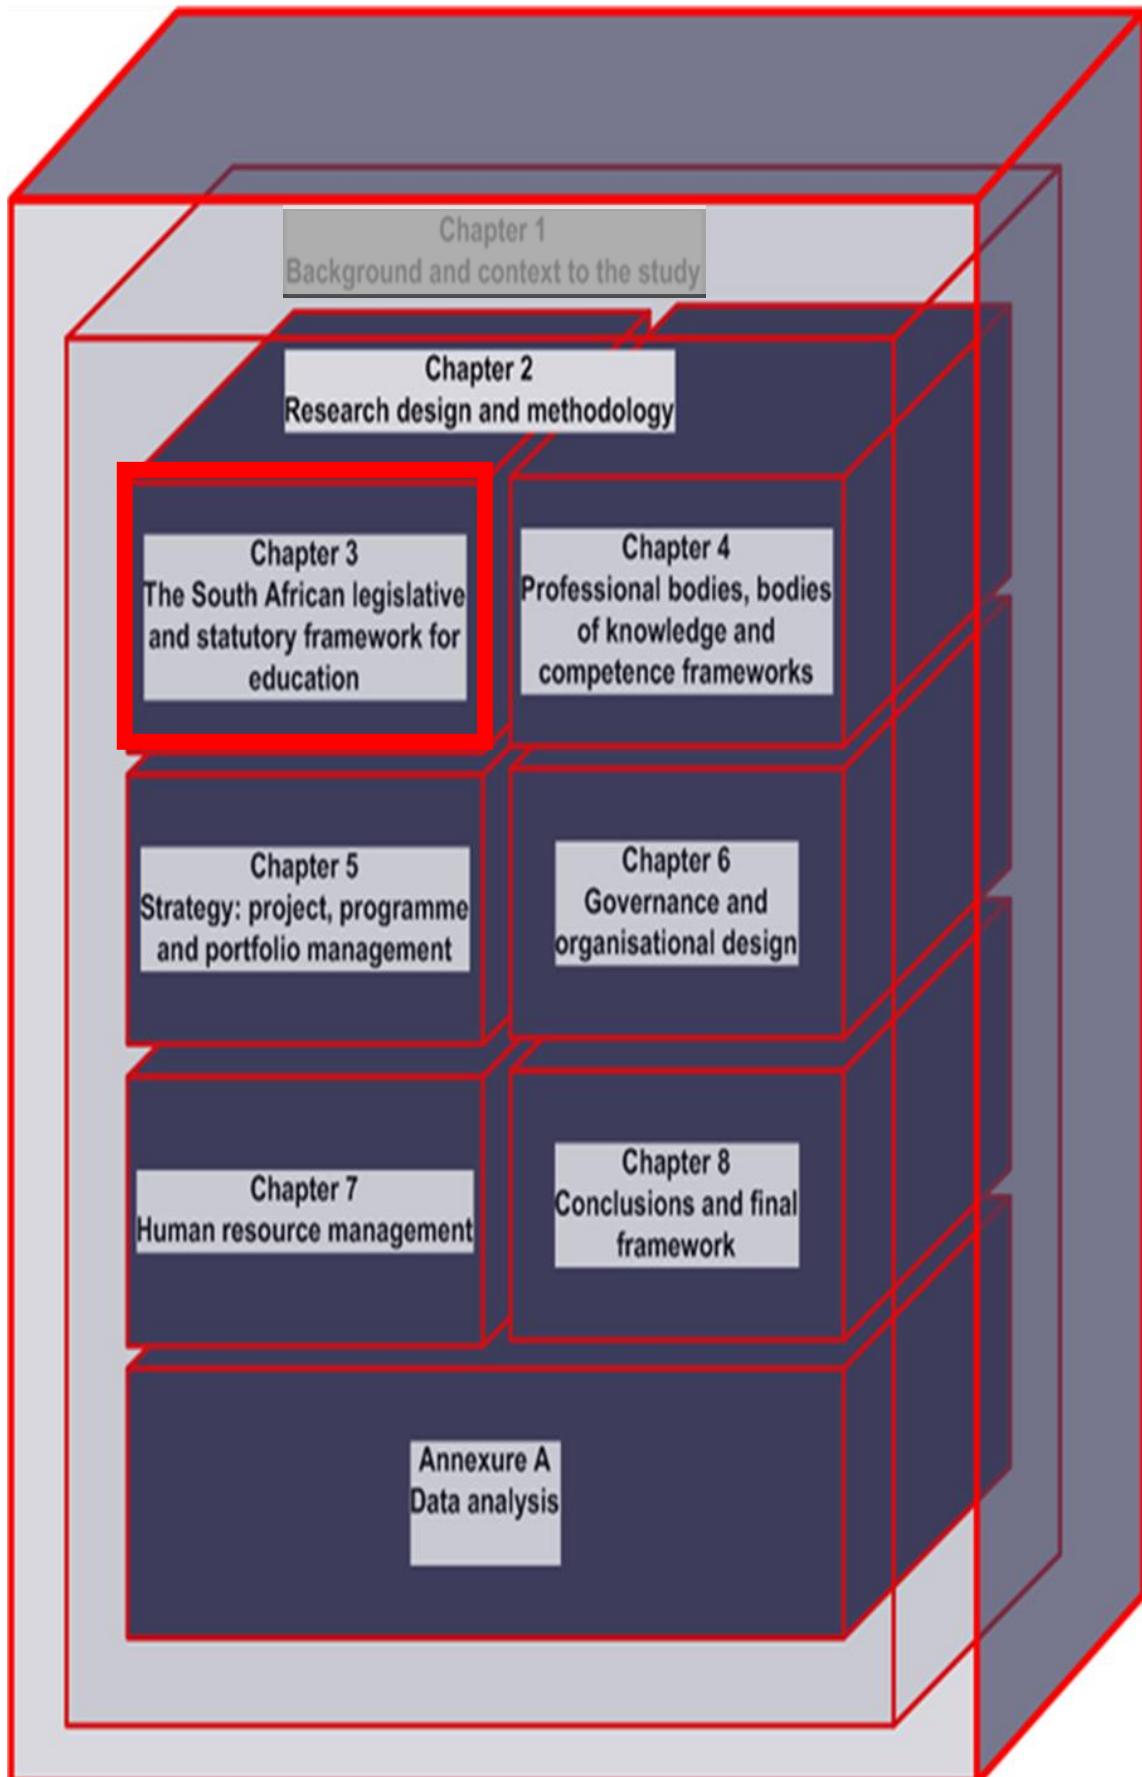 Chapter 1
Background and context to the study
Chapter 2
Research design and methodology
Chapter 3
The South African legislative
and statutory framework for
education
Chapter 4
Professional bodies, bodies
of knowledge and
competence frameworks
Chapter 5
Strategy: project, programme
and portfolio management
Chapter 6
Governance and
organisational design
Chapter 7
Human resource management
Chapter 8
Conclusions and final
framework
Annexure A
Data analysis